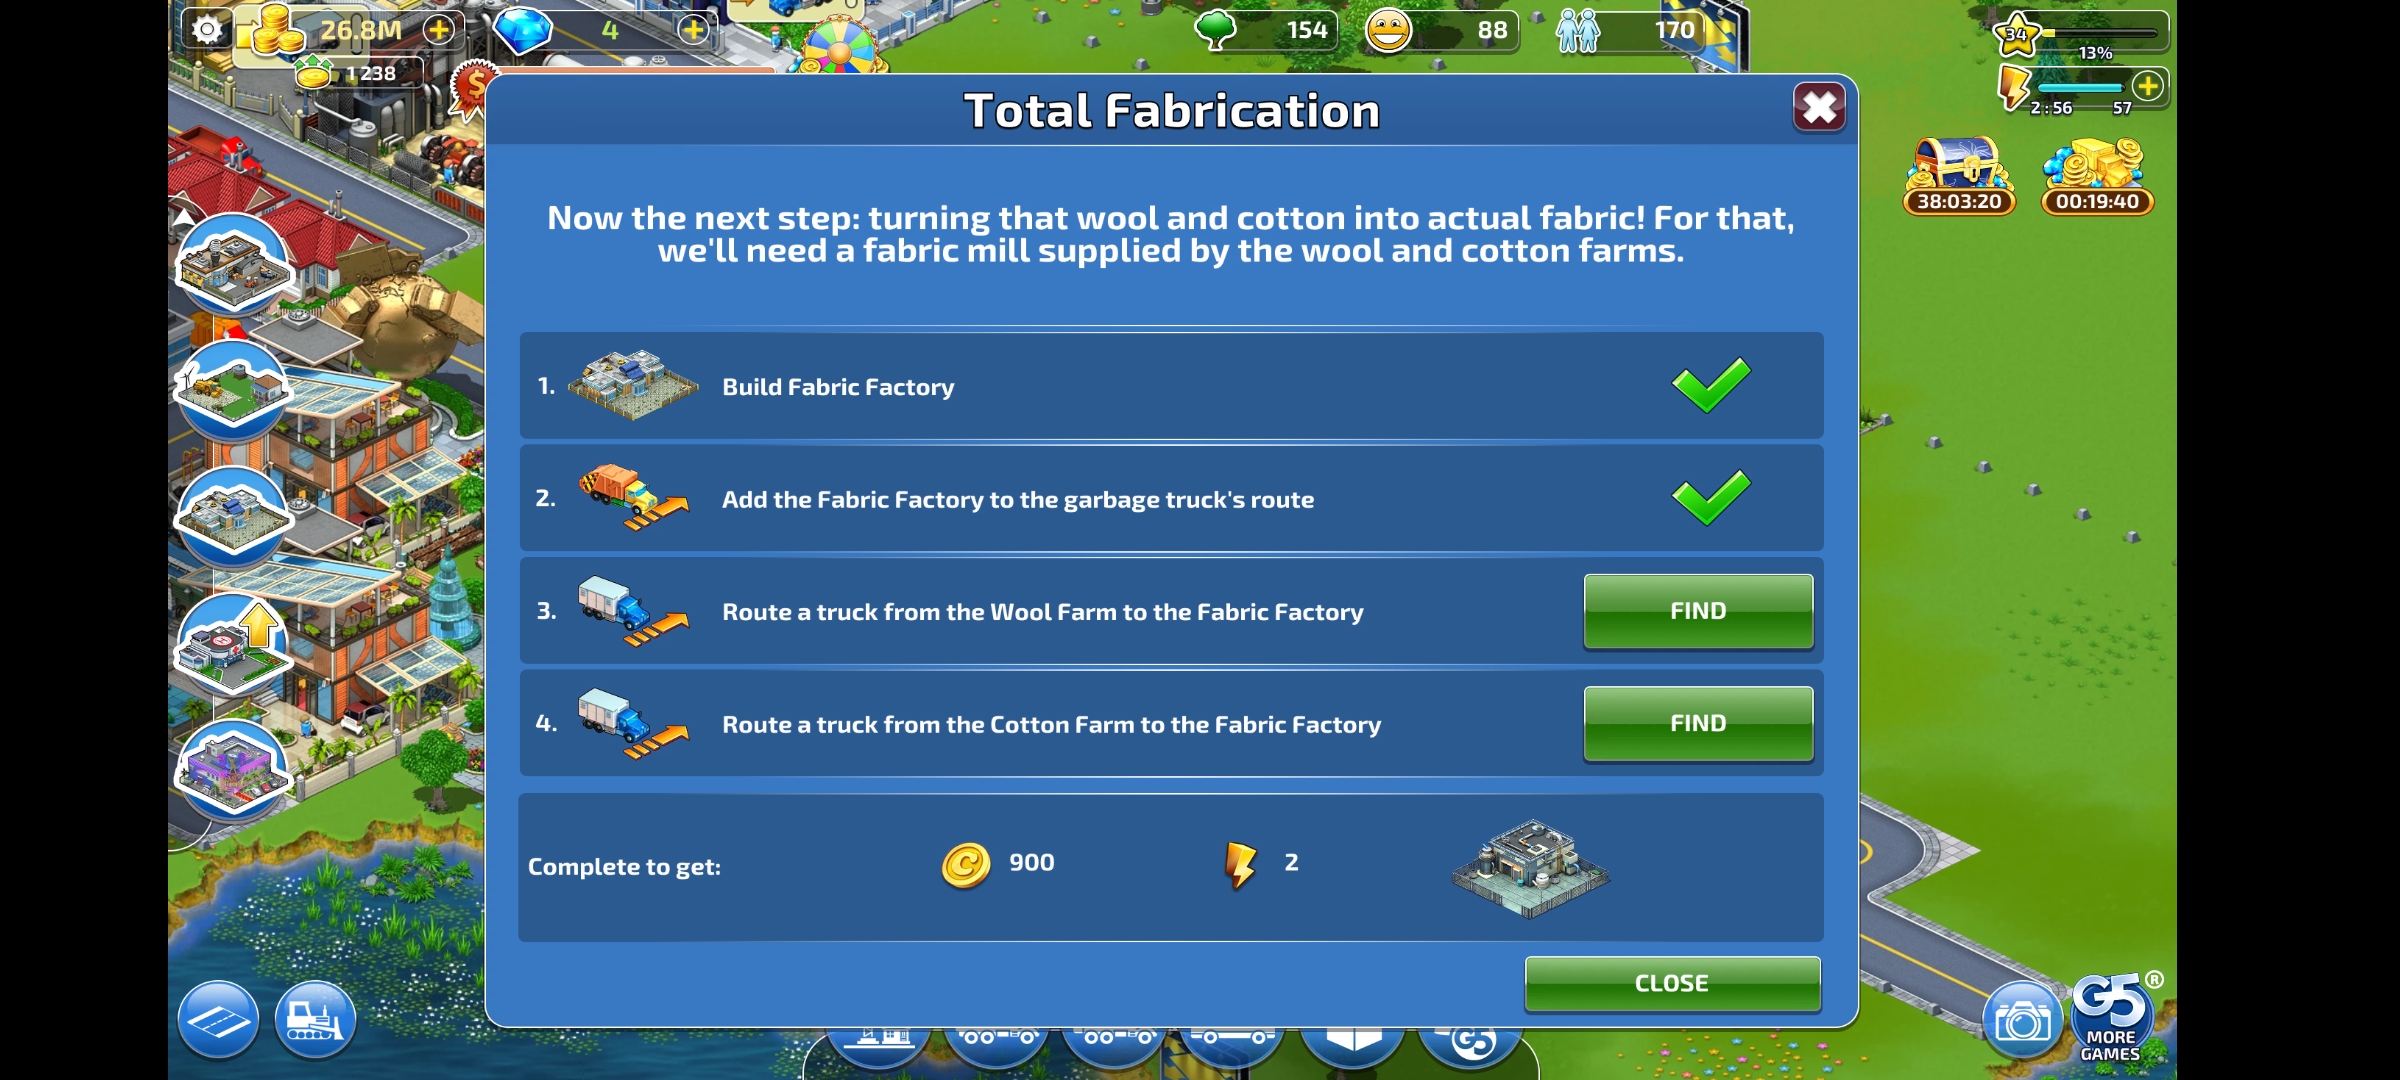 26.8M
4
154
88
170
34
13%
1 238
2:56
57
38:03:20
00:19:40
Total Fabrication
Now the next step: turning that wool and cotton into actual fabric! For that,
we'll need a fabric mill supplied by the wool and cotton farms.
1.
Build Fabric Factory
2.
Add the Fabric Factory to the garbage truck's route
3.
Route a truck from the Wool Farm to the Fabric Factory
FIND
4.
Route a truck from the Cotton Farm to the Fabric Factory
FIND
Complete to get:
900
2
CLOSE
G5
G5®
MORE
GAMES